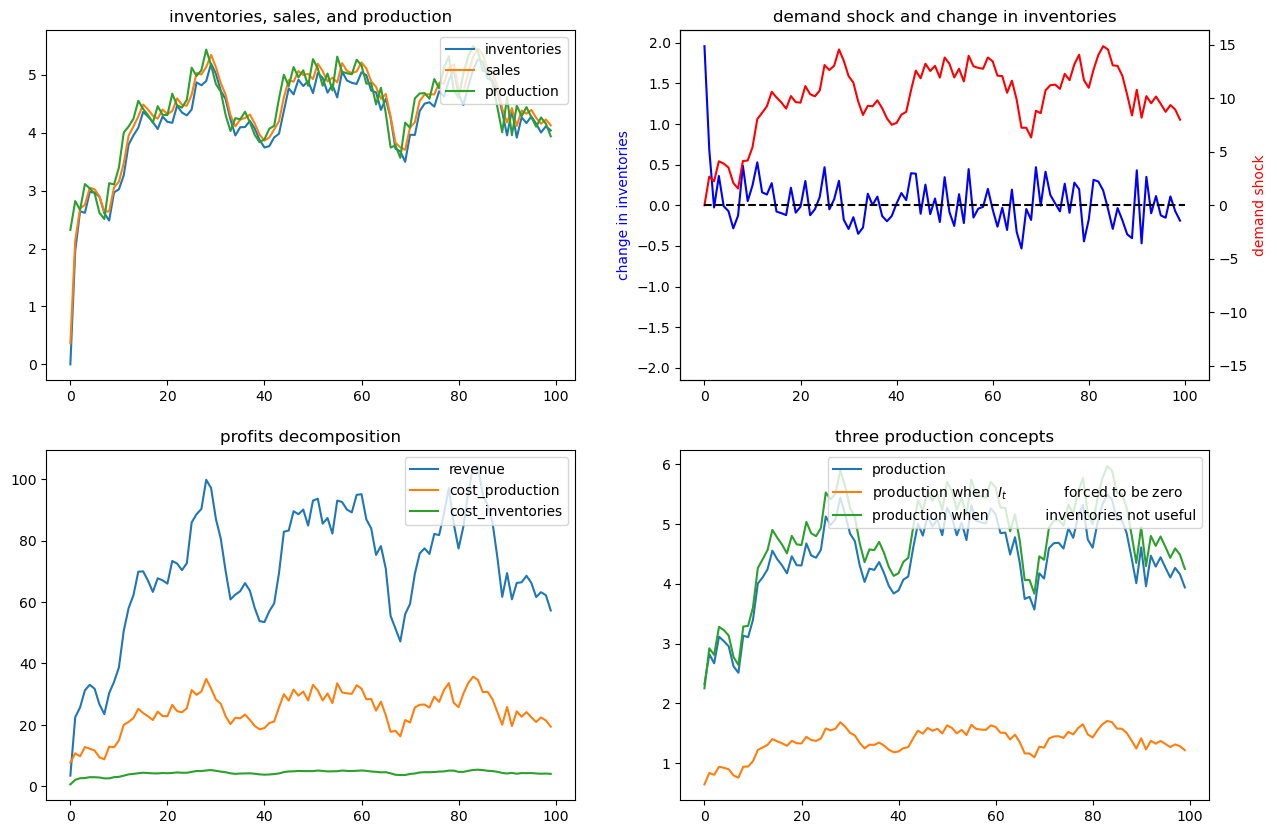 inventories, sales, and production
inventories
sales
production
5
4
3
2
1
0
0 20 40 60 80 100
demand shock and change in inventories
change in inventories
2.0
1.5
1.0
0.5
0.0
−0.5
−1.0
−1.5
−2.0
15
10
5
0
−5
−10
−15
demand shock
0 20 40 60 80 100
profits decomposition
revenue
cost_production
cost_inventories
100
80
60
40
20
0
0 20 40 60 80 100
three production concepts
production
production when I_t forced to be zero
production when inventories not useful
6
5
4
3
2
1
0 20 40 60 80 100